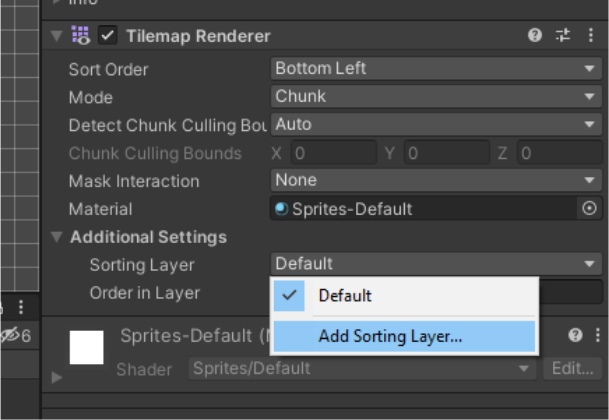 Info
Tilemap Renderer
Sort Order Bottom Left
Mode Chunk
Detect Chunk Culling Bou Auto
Chunk Culling Bounds X 0 Y 0 Z 0
Mask Interaction None
Material Sprites-Default
Additional Settings
Sorting Layer Default
Order in Layer
Default
Add Sorting Layer...
6
Sprites-Default (
Shader Sprites/Default Edit...